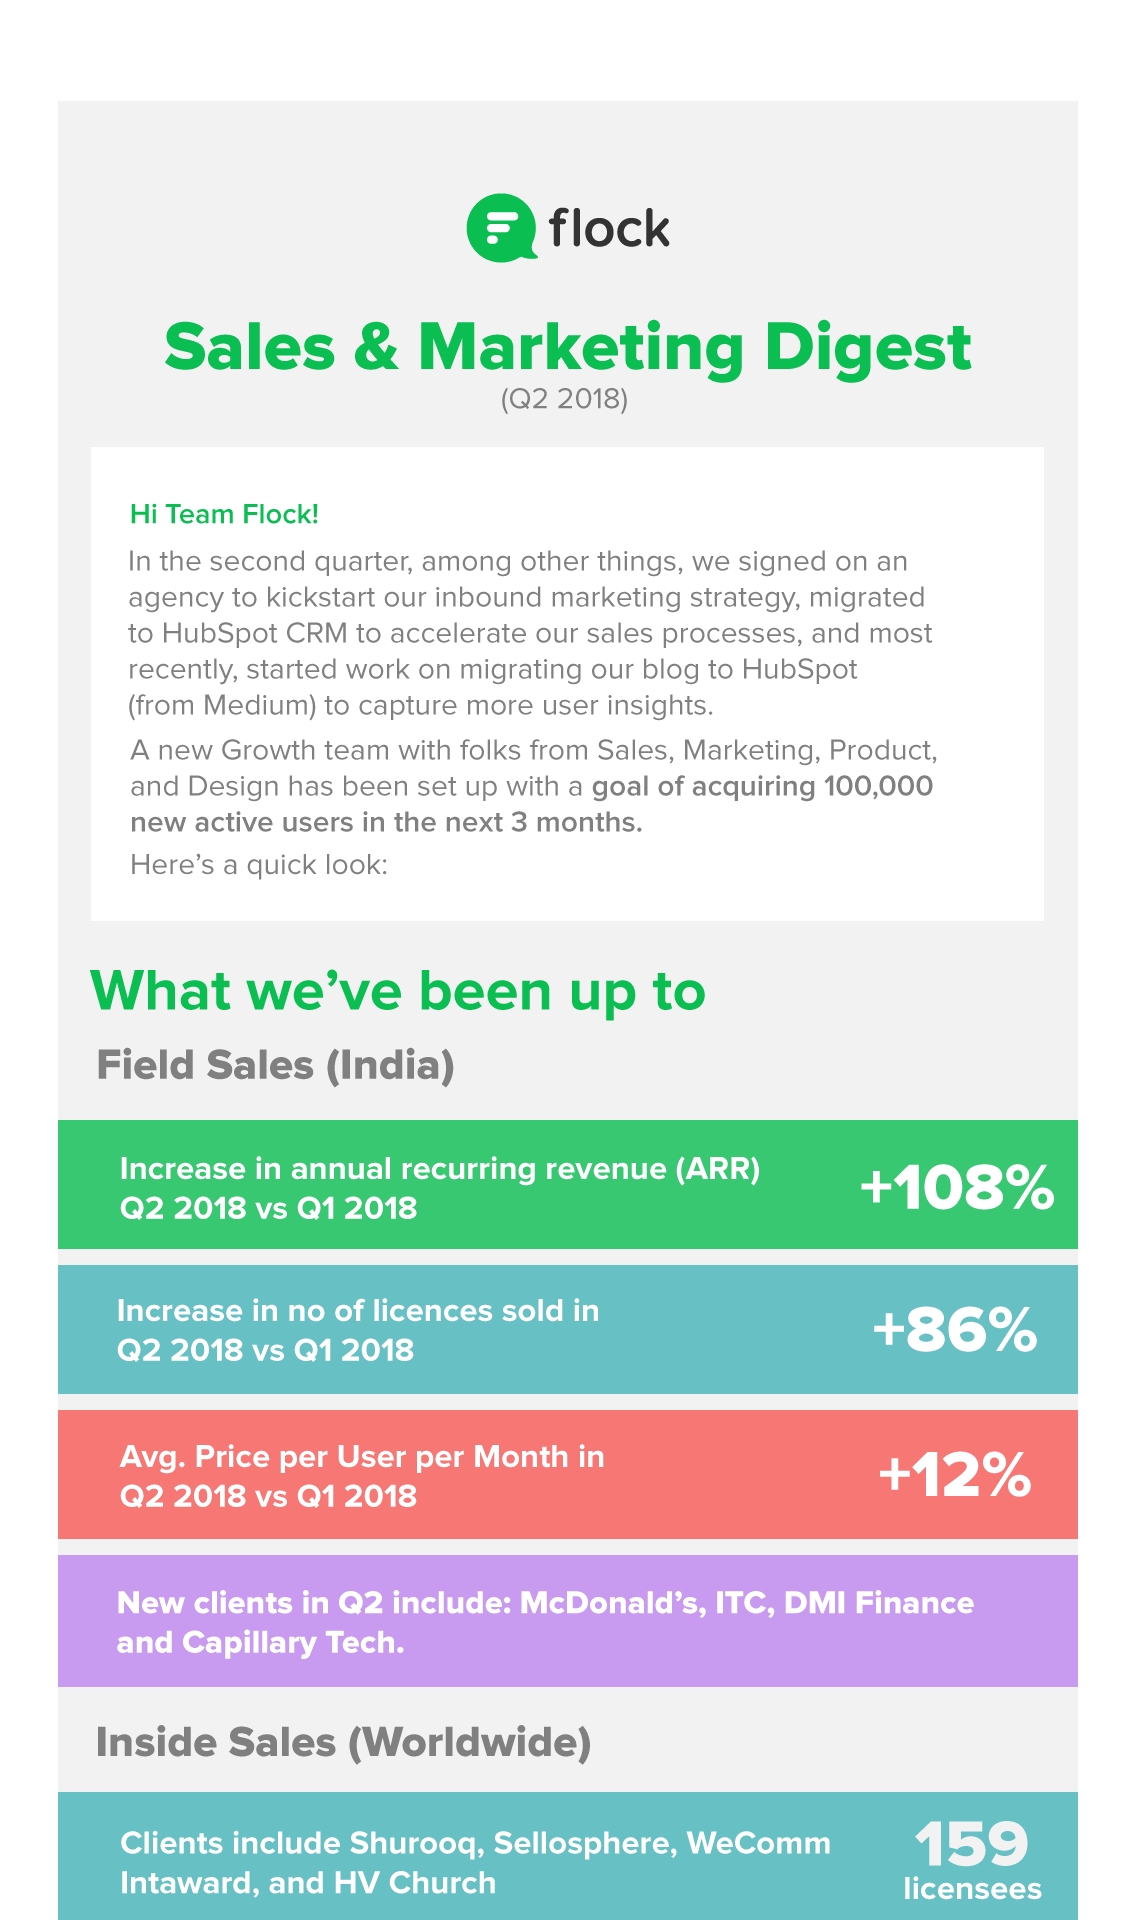 flock
Sales & Marketing Digest
(Q2 2018)
Hi Team Flock!
In the second quarter, among other things, we signed on an
agency to kickstart our inbound marketing strategy, migrated
to HubSpot CRM to accelerate our sales processes, and most
recently, started work on migrating our blog to HubSpot
(from Medium) to capture more user insights.
A new Growth team with folks from Sales, Marketing, Product,
and Design has been set up with a goal of acquiring 100,000
new active users in the next 3 months.
Here’s a quick look:
What we’ve been up to
Field Sales (India)
Increase in annual recurring revenue (ARR)
Q2 2018 vs Q1 2018
+108%
Increase in no of licences sold in
Q2 2018 vs Q1 2018
+86%
Avg. Price per User per Month in
Q2 2018 vs Q1 2018
+12%
New clients in Q2 include: McDonald’s, ITC, DMI Finance
and Capillary Tech.
Inside Sales (Worldwide)
Clients include Shurooq, Sellosphere, WeComm
Intaward, and HV Church
159
licensees